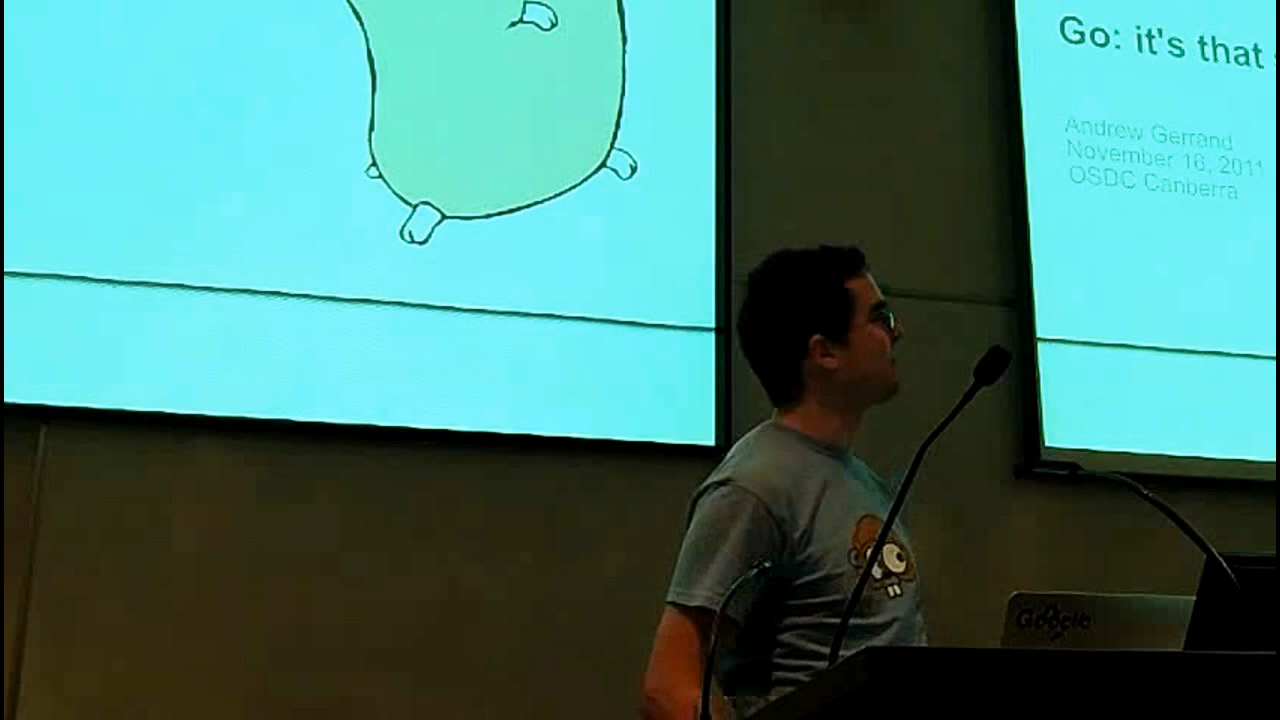 Go: it's that
Andrew Gerrand
November 16, 2011
OSDC Canberra
Google